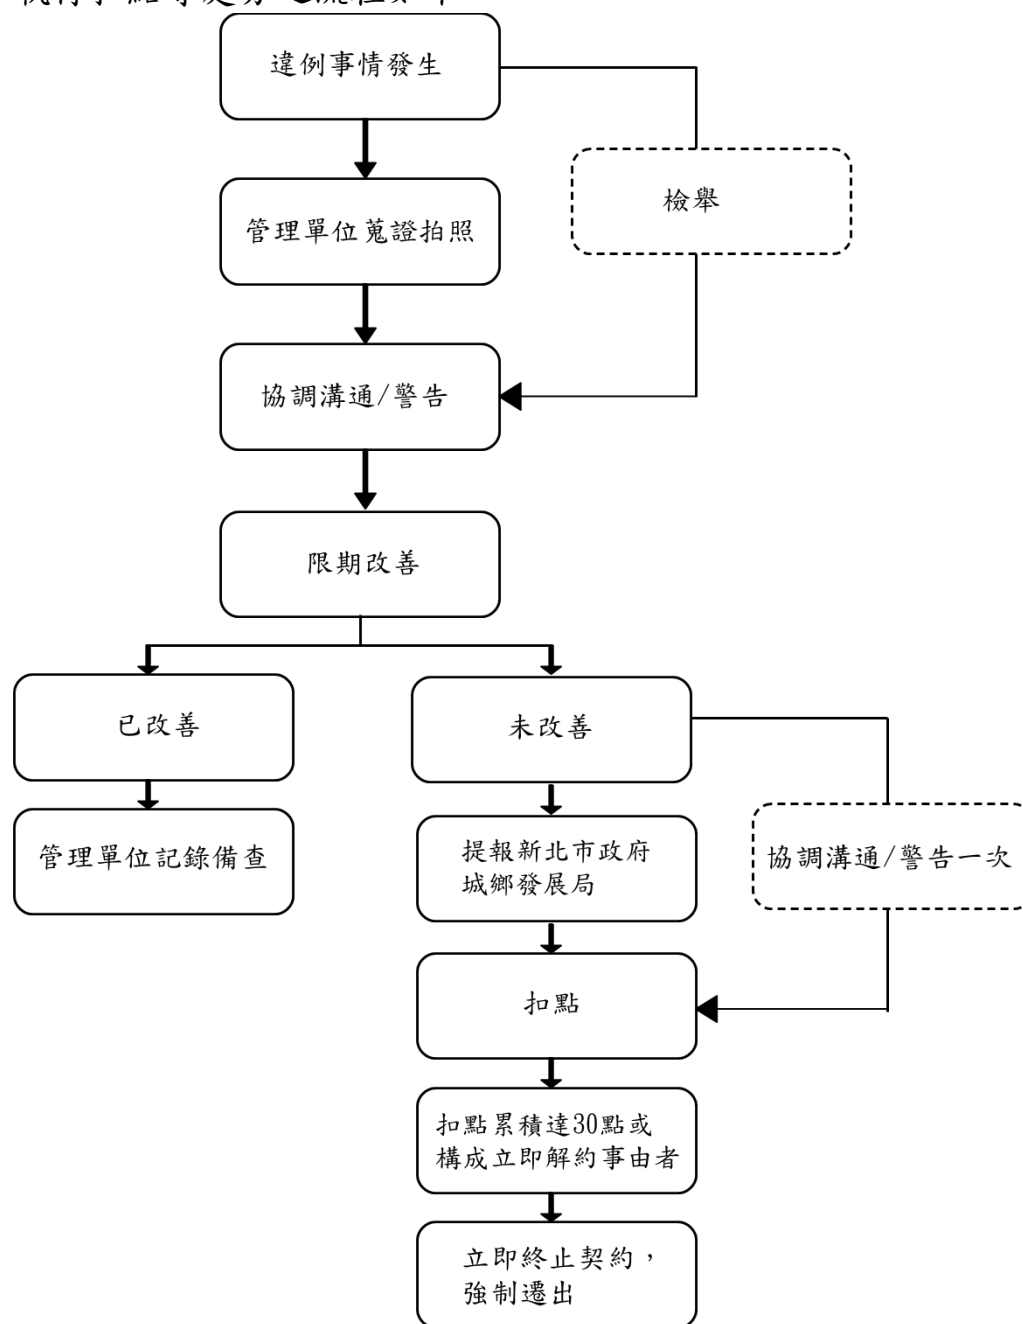 違例事情發生
檢舉
管理單位蒐證拍照
協調溝通/警告
限期改善
已改善
未改善
管理單位記錄備查
提報新北市政府
城鄉發展局
協調溝通/警告一次
扣點
扣點累積達30點或
構成立即解約事由者
立即終止契約，
強制遷出